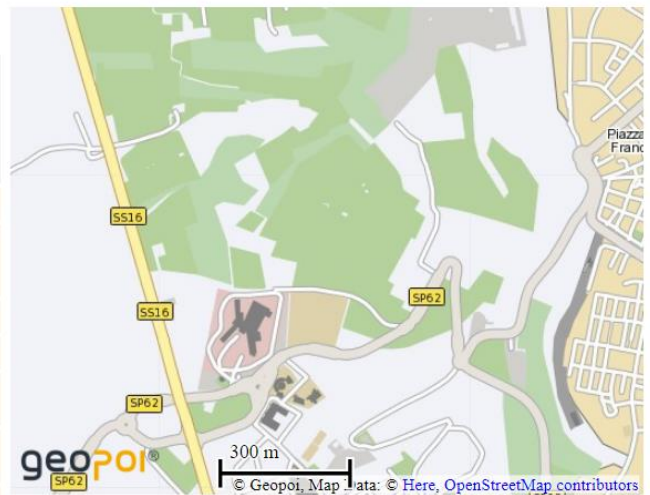 Piazza
Franc
SS16
SP62
SS16
SP62
geopoi®
300 m
SP62
© Geopoi, Map Data: © Here, OpenStreetMap contributors